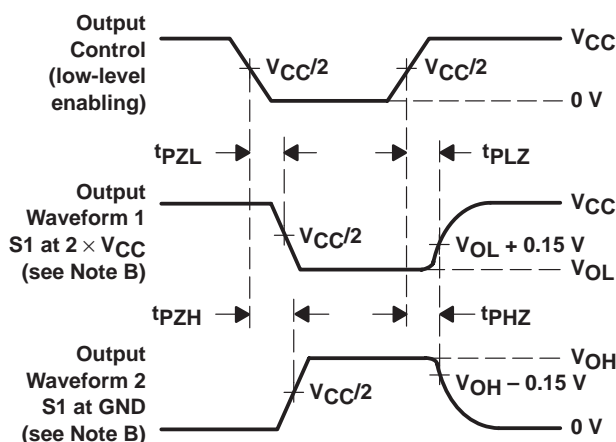 Output
Control
(low-level
enabling)
VCC/2
VCC/2
VCC
0 V
tPZL
tPLZ
Output
Waveform 1
S1 at 2 × VCC
(see Note B)
VCC/2
VCC
VOL + 0.15 V
VOL
tPZH
tPHZ
Output
Waveform 2
S1 at GND
(see Note B)
VCC/2
VOH
VOH – 0.15 V
0 V